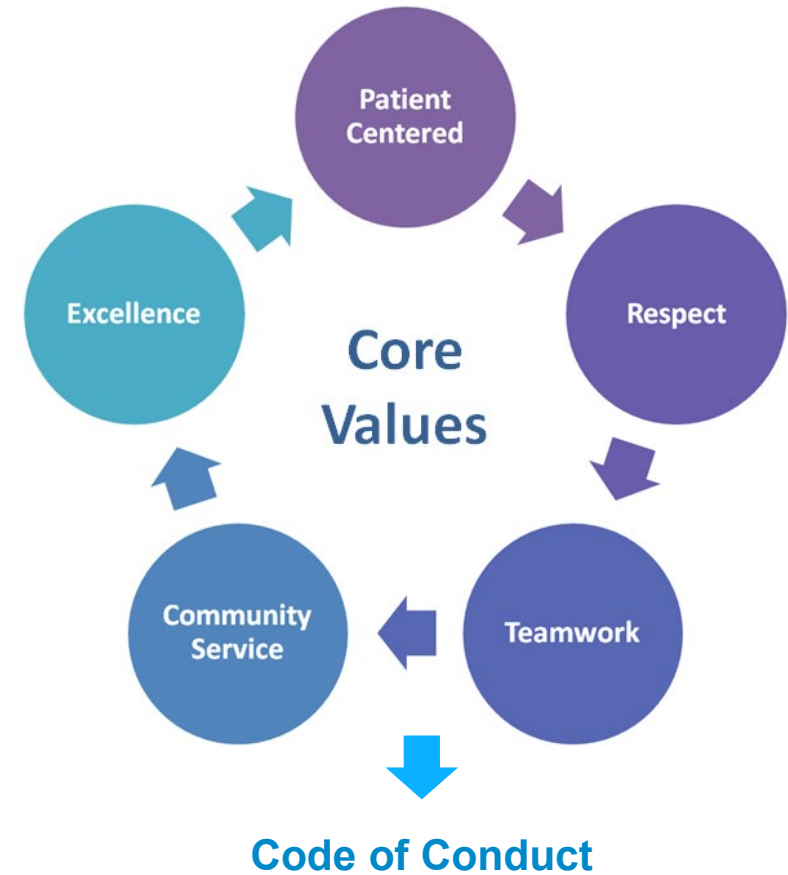 Patient
Centered
Respect
Excellence
Core
Values
Community
Service
Teamwork
Code of Conduct